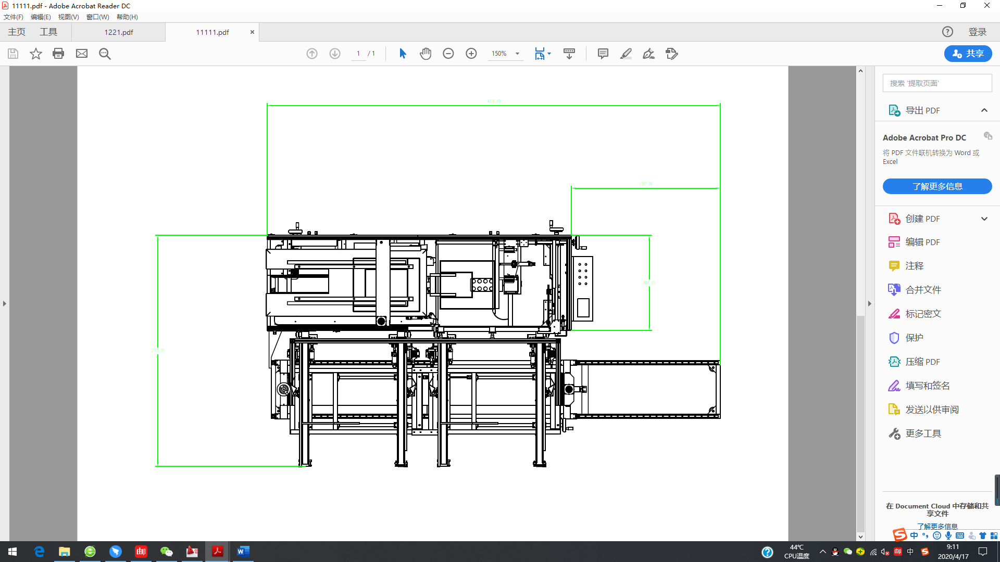 11111.pdf - Adobe Acrobat Reader DC
文件(F) 编辑(E) 视图(V) 窗口(W) 帮助(H)
主页 工具 1221.pdf 11111.pdf 登录
1 / 1 150% 共享
搜索 '提取页面'
导出 PDF
Adobe Acrobat Pro DC
将 PDF 文件联机转换为 Word 或
Excel
了解更多信息
创建 PDF
编辑 PDF
注释
合并文件
标记密文
保护
压缩 PDF
填写和签名
发送以供审阅
更多工具
在 Document Cloud 中存储和共
享文件
了解更多信息
中
44℃
CPU温度
中
9:11
2020/4/17